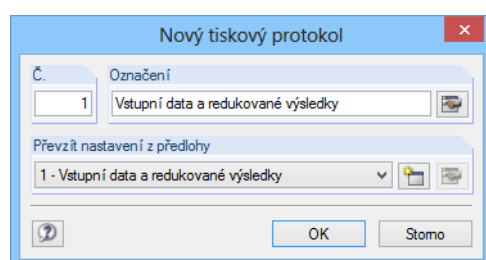 Nový tiskový protokol
Č. Označení
1 Vstupní data a redukované výsledky
Převzít nastavení z předlohy
1 - Vstupní data a redukované výsledky
OK Storno